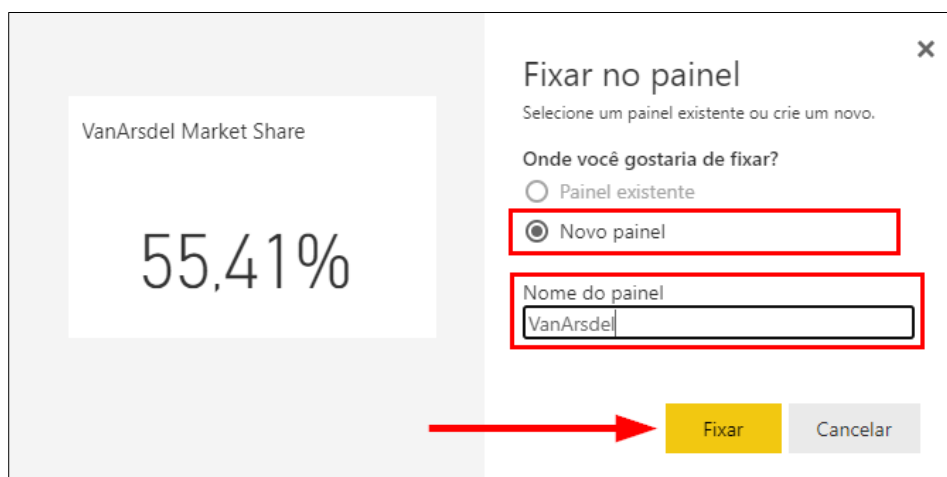 VanArsdel Market Share
55,41%
Fixar no painel
Selecione um painel existente ou crie um novo.
Onde você gostaria de fixar?
Painel existente
Novo painel
Nome do painel
VanArsdel
Fixar
Cancelar